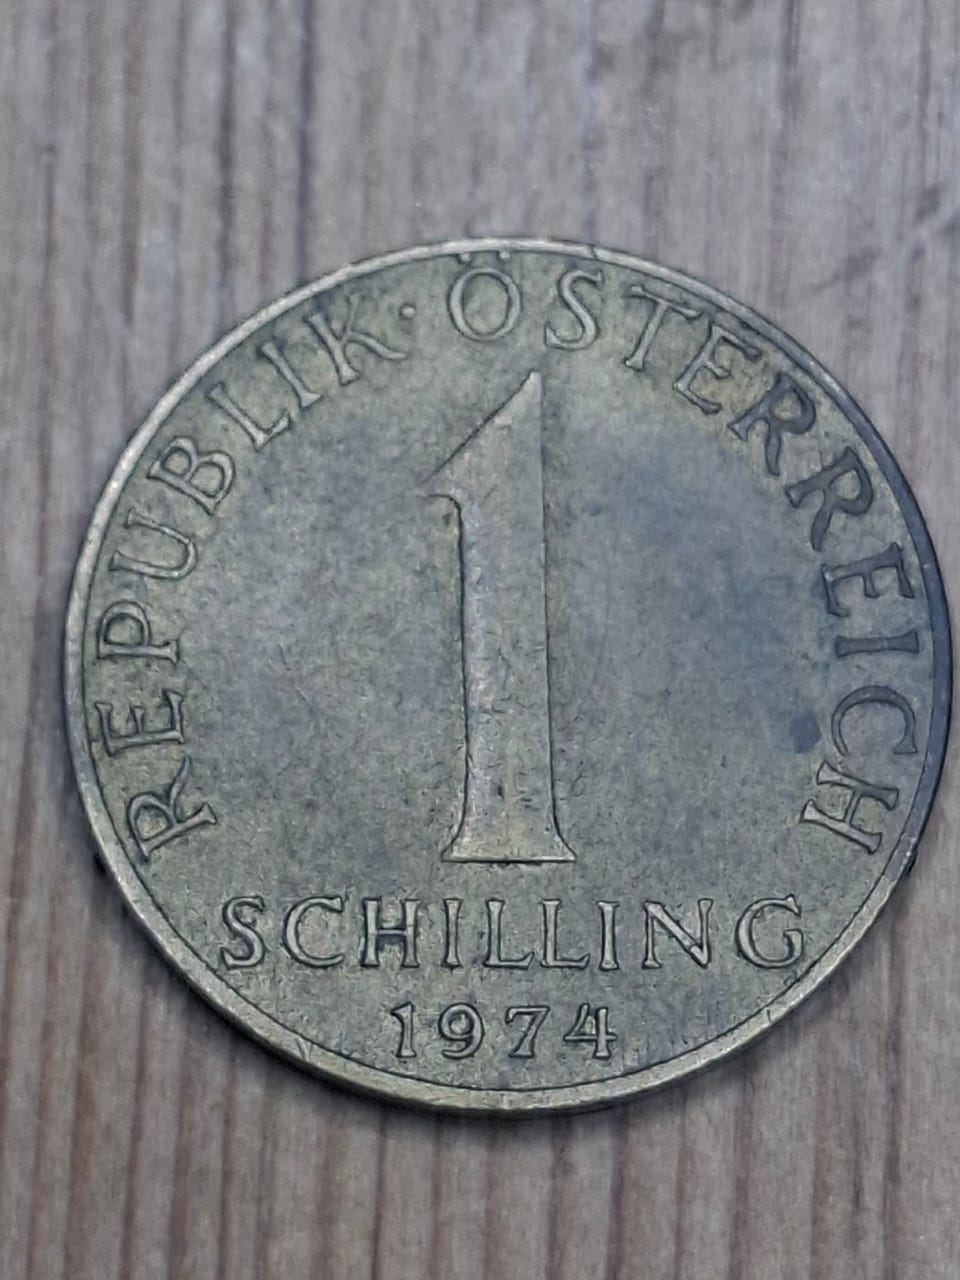 REPUBLIK · ÖSTERREICH
1
SCHILLING
1974